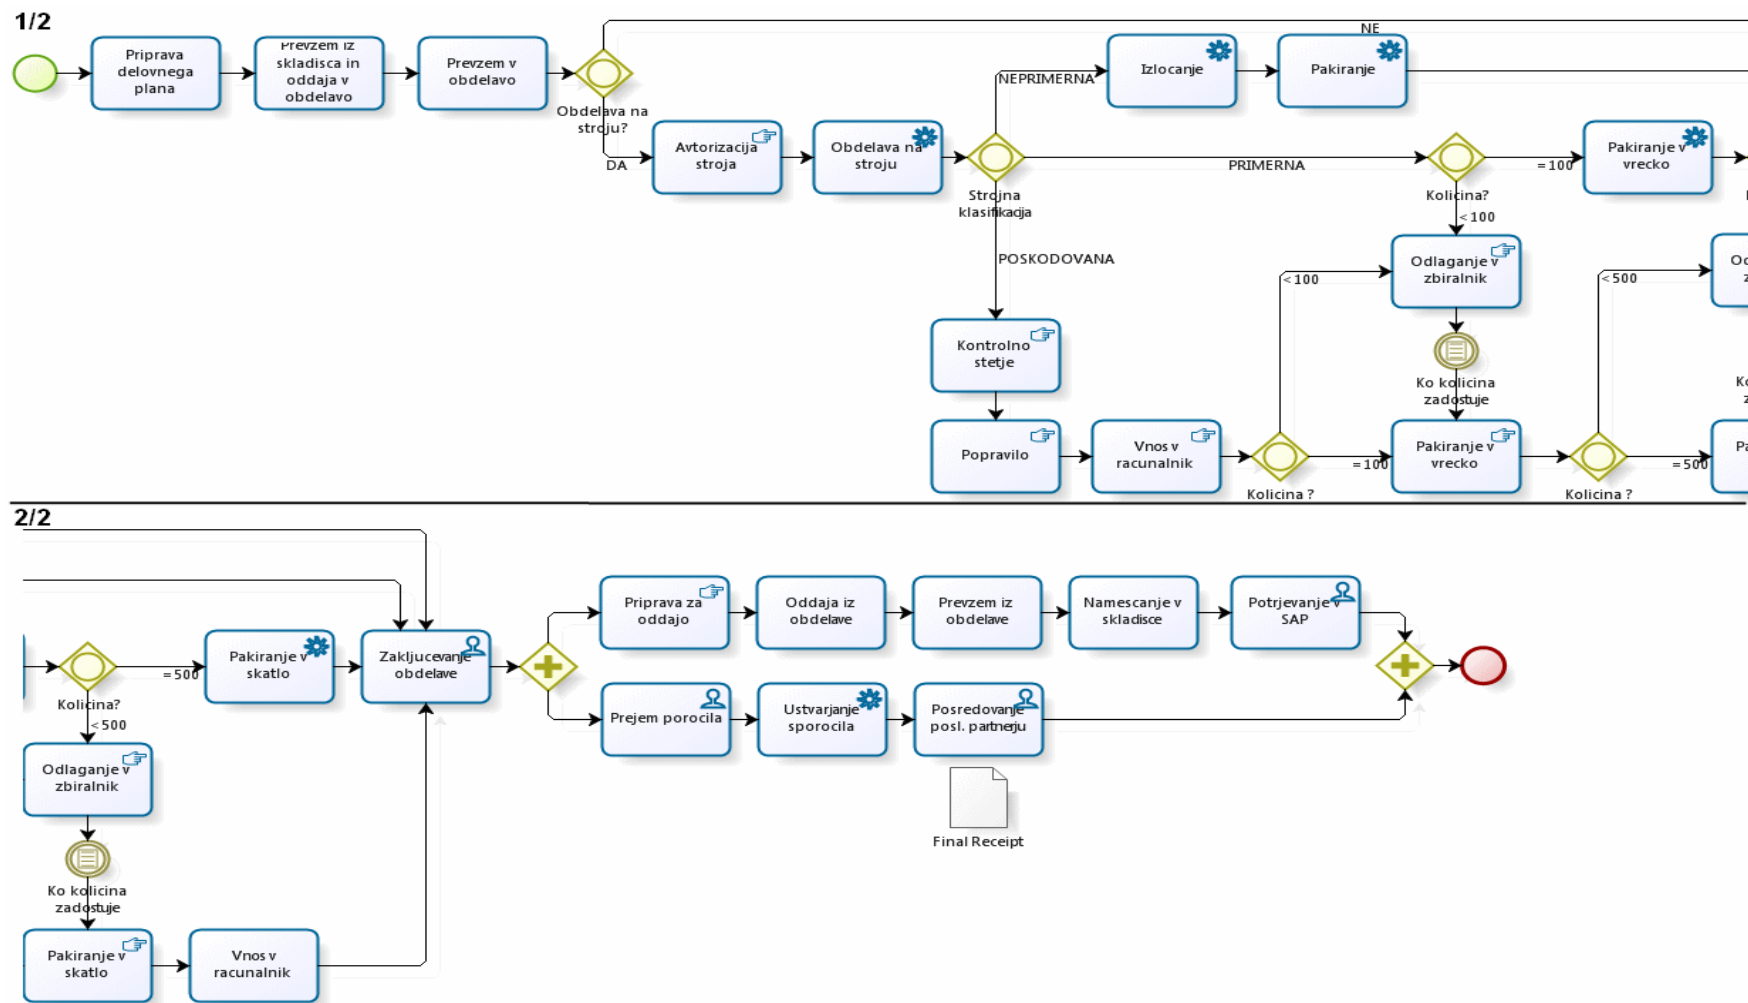 1/2
Priprava
delovnega
plana
Prevzem iz
skladisca in
oddaja v
obdelavo
Prevzem v
obdelavo
Obdelava na
stroju?
NE
DA
Avtorizacija
stroja
Obdelava na
stroju
Strojna
klasifikacija
NEPRIMERNA
Izlocanje
Pakiranje
PRIMERNA
Kolicina?
=100
Pakiranje v
vrecko
<100
POSKODOVANA
Odlaganje v
zbiralnik
<100
<500
Kontrolno
stetje
Ko kolicina
zadostuje
Popravilo
Vnos v
racunalnik
Kolicina ?
=100
Pakiranje v
vrecko
Kolicina ?
=500
2/2
Kolicina?
=500
Pakiranje v
skatlo
Zakljucevanje
obdelave
Priprava za
oddajo
Oddaja iz
obdelave
Prevzem iz
obdelave
Namescanje v
skladisce
Potrjevanje v
SAP
Prejem porocila
Ustvarjanje
sporocila
Posredovanje
posl. partnerju
Final Receipt
<500
Odlaganje v
zbiralnik
Ko kolicina
zadostuje
Pakiranje v
skatlo
Vnos v
racunalnik